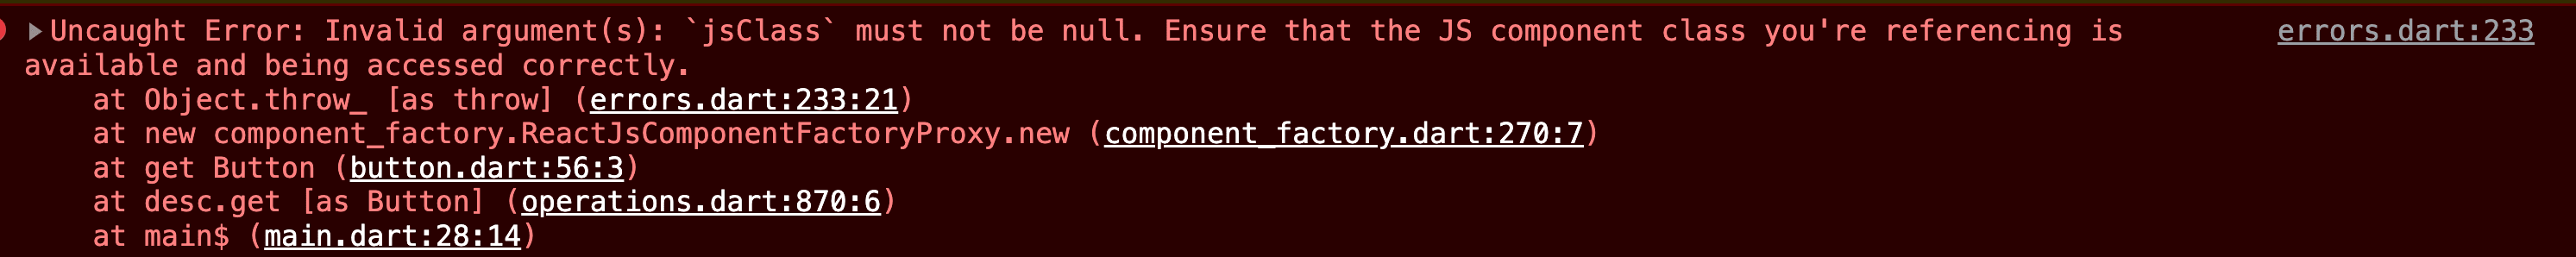 Uncaught Error: Invalid argument(s): `jsClass` must not be null. Ensure that the JS component class you're referencing is errors.dart:233
available and being accessed correctly.
at Object.throw_ [as throw] (errors.dart:233:21)
at new component_factory.ReactJsComponentFactoryProxy.new (component_factory.dart:270:7)
at get Button (button.dart:56:3)
at desc.get [as Button] (operations.dart:870:6)
at main$ (main.dart:28:14)